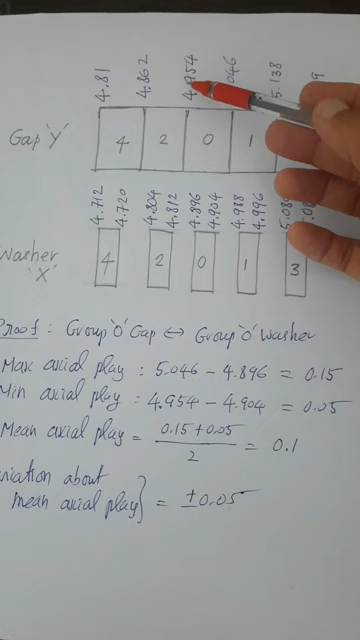 4.81 4.862 4.954 .046 5.138 9
Gap 'Y' 4 2 0 1
4.712 4.720 4.804 4.812 4.896 4.904 4.988 4.996 5.08
Washer 'X' 4 2 0 1 3
Proof : Group 'O' Gap ↔ Group 'O' Washer
Max axial play : 5.046 – 4.896 = 0.15
Min axial play : 4.954 – 4.904 = 0.05
Mean axial play = 0.15 + 0.05 / 2 = 0.1
riation about
mean axial play } = ±0.05